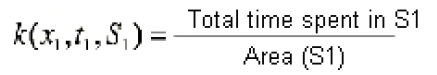 k(x₁,t₁,S₁) = Total time spent in S1 / Area (S1)